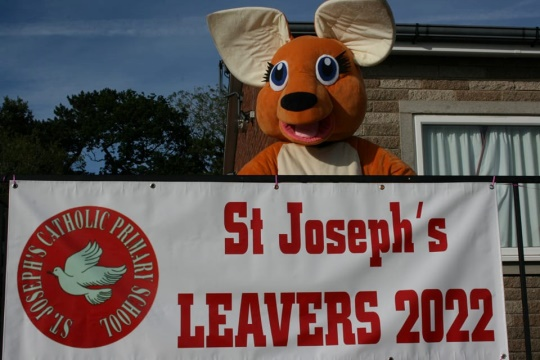 ST. JOSEPH'S CATHOLIC PRIMARY SCHOOL
St Joseph's
LEAVERS 2022